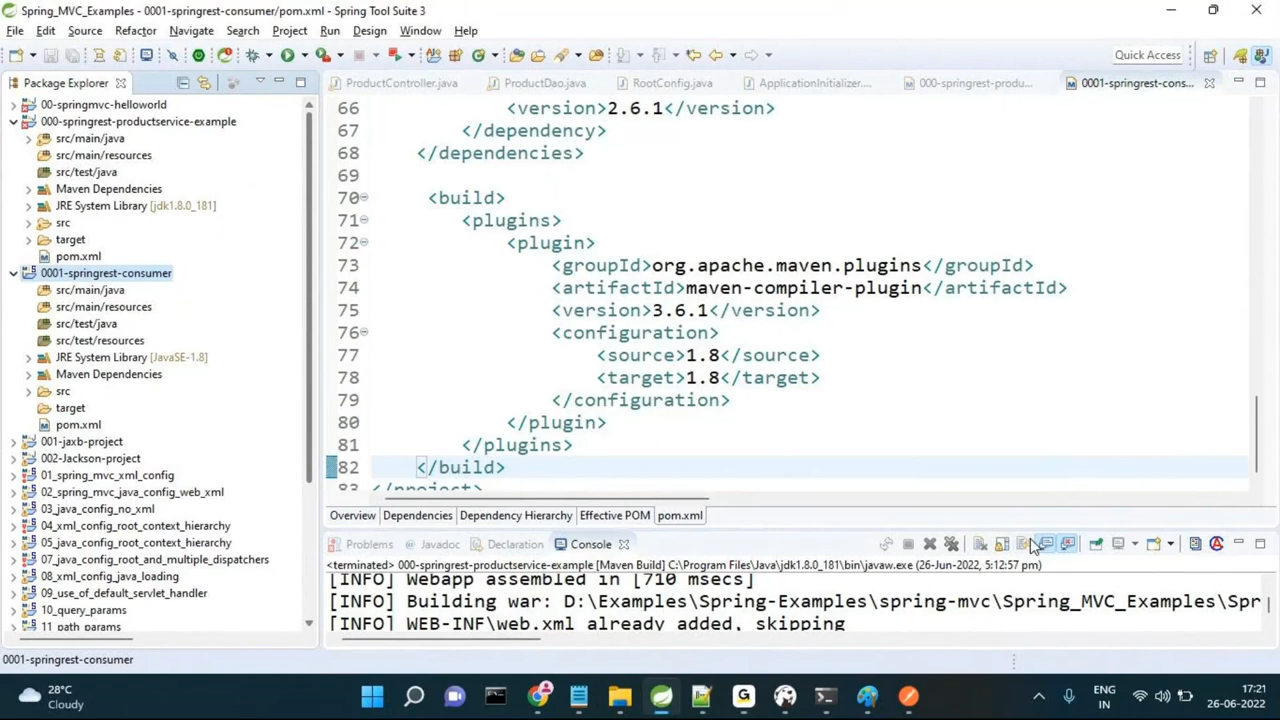 Spring_MVC_Examples - 0001-springrest-consumer/pom.xml - Spring Tool Suite 3
File Edit Source Refactor Navigate Search Project Run Design Window Help
Quick Access
Package Explorer
ProductController.java
ProductDao.java
RootConfig.java
ApplicationInitializer....
000-springrest-produ...
0001-springrest-cons...
00-springmvc-helloworld
000-springrest-productservice-example
src/main/java
src/main/resources
src/test/java
Maven Dependencies
JRE System Library [jdk1.8.0_181]
src
target
pom.xml
0001-springrest-consumer
src/main/java
src/main/resources
src/test/java
src/test/resources
JRE System Library [JavaSE-1.8]
Maven Dependencies
src
target
pom.xml
001-jaxb-project
002-Jackson-project
01_spring_mvc_xml_config
02_spring_mvc_java_config_web_xml
03_java_config_no_xml
04_xml_config_root_context_hierarchy
05_java_config_root_context_hierarchy
07_java_config_root_and_multiple_dispatchers
08_xml_config_java_loading
09_use_of_default_servlet_handler
10_query_params
11_path_params
66 <version>2.6.1</version>
67 </dependency>
68 </dependencies>
69
70 <build>
71 <plugins>
72 <plugin>
73 <groupId>org.apache.maven.plugins</groupId>
74 <artifactId>maven-compiler-plugin</artifactId>
75 <version>3.6.1</version>
76 <configuration>
77 <source>1.8</source>
78 <target>1.8</target>
79 </configuration>
80 </plugin>
81 </plugins>
82 </build>
83 </project>
Overview Dependencies Dependency Hierarchy Effective POM pom.xml
Problems Javadoc Declaration Console
<terminated> 000-springrest-productservice-example [Maven Build] C:\Program Files\Java\jdk1.8.0_181\bin\javaw.exe (26-Jun-2022, 5:12:57 pm)
[INFO] Webapp assembled in [710 msecs]
[INFO] Building war: D:\Examples\Spring-Examples\spring-mvc\Spring_MVC_Examples\Spr
[INFO] WEB-INF\web.xml already added, skipping
0001-springrest-consumer
28°C
Cloudy
ENG
IN
17:21
26-06-2022